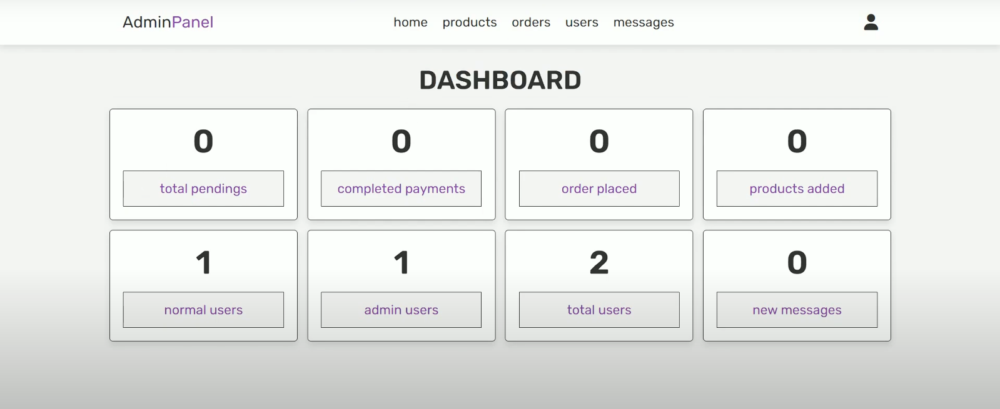 AdminPanel home products orders users messages
DASHBOARD
0 0 0 0
total pendings completed payments order placed products added
1 1 2 0
normal users admin users total users new messages